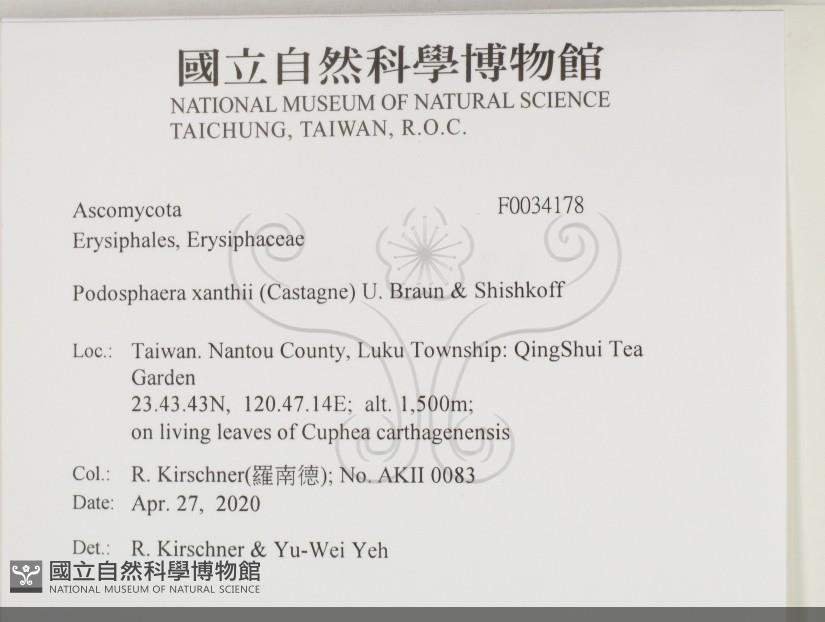 國立自然科學博物館
NATIONAL MUSEUM OF NATURAL SCIENCE
TAICHUNG, TAIWAN, R.O.C.
Ascomycota F0034178
Erysiphales, Erysiphaceae
Podosphaera xanthii (Castagne) U. Braun & Shishkoff
Loc.: Taiwan. Nantou County, Luku Township: QingShui Tea
Garden
23.43.43N, 120.47.14E; alt. 1,500m;
on living leaves of Cuphea carthagenensis
Col.: R. Kirschner(羅南德); No. AKII 0083
Date: Apr. 27, 2020
Det.: R. Kirschner & Yu-Wei Yeh
國立自然科學博物館
NATIONAL MUSEUM OF NATURAL SCIENCE